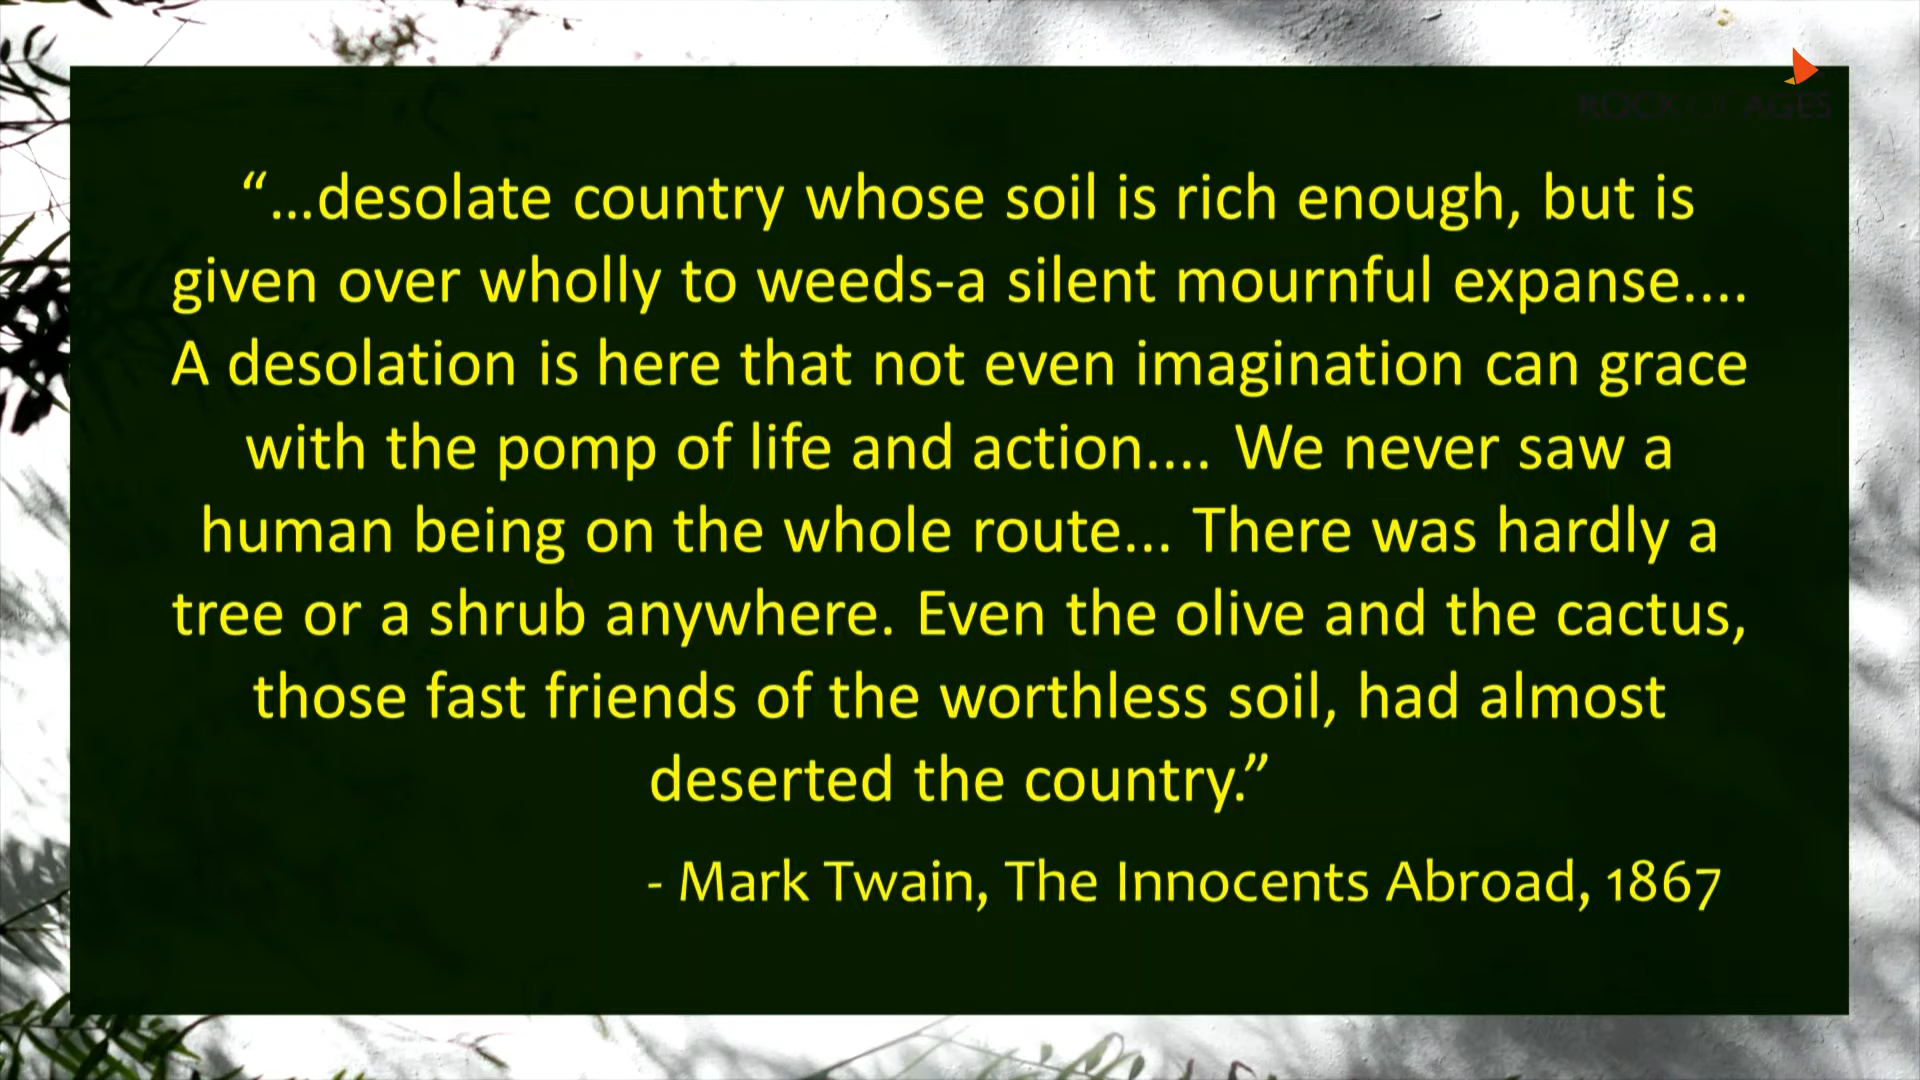 ROCK OF AGES
“...desolate country whose soil is rich enough, but is
given over wholly to weeds-a silent mournful expanse....
A desolation is here that not even imagination can grace
with the pomp of life and action.... We never saw a
human being on the whole route... There was hardly a
tree or a shrub anywhere. Even the olive and the cactus,
those fast friends of the worthless soil, had almost
deserted the country.”
- Mark Twain, The Innocents Abroad, 1867